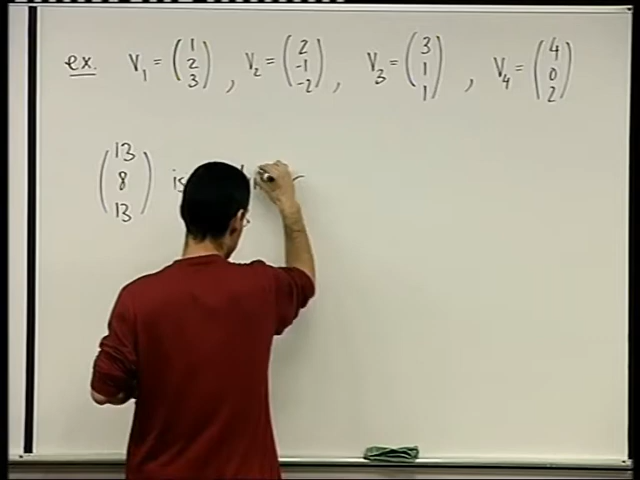 ex. V₁ = (1 2 3), V₂ = (2 -1 -2), V₃ = (3 1 1), V₄ = (4 0 2)
(13 8 13) is